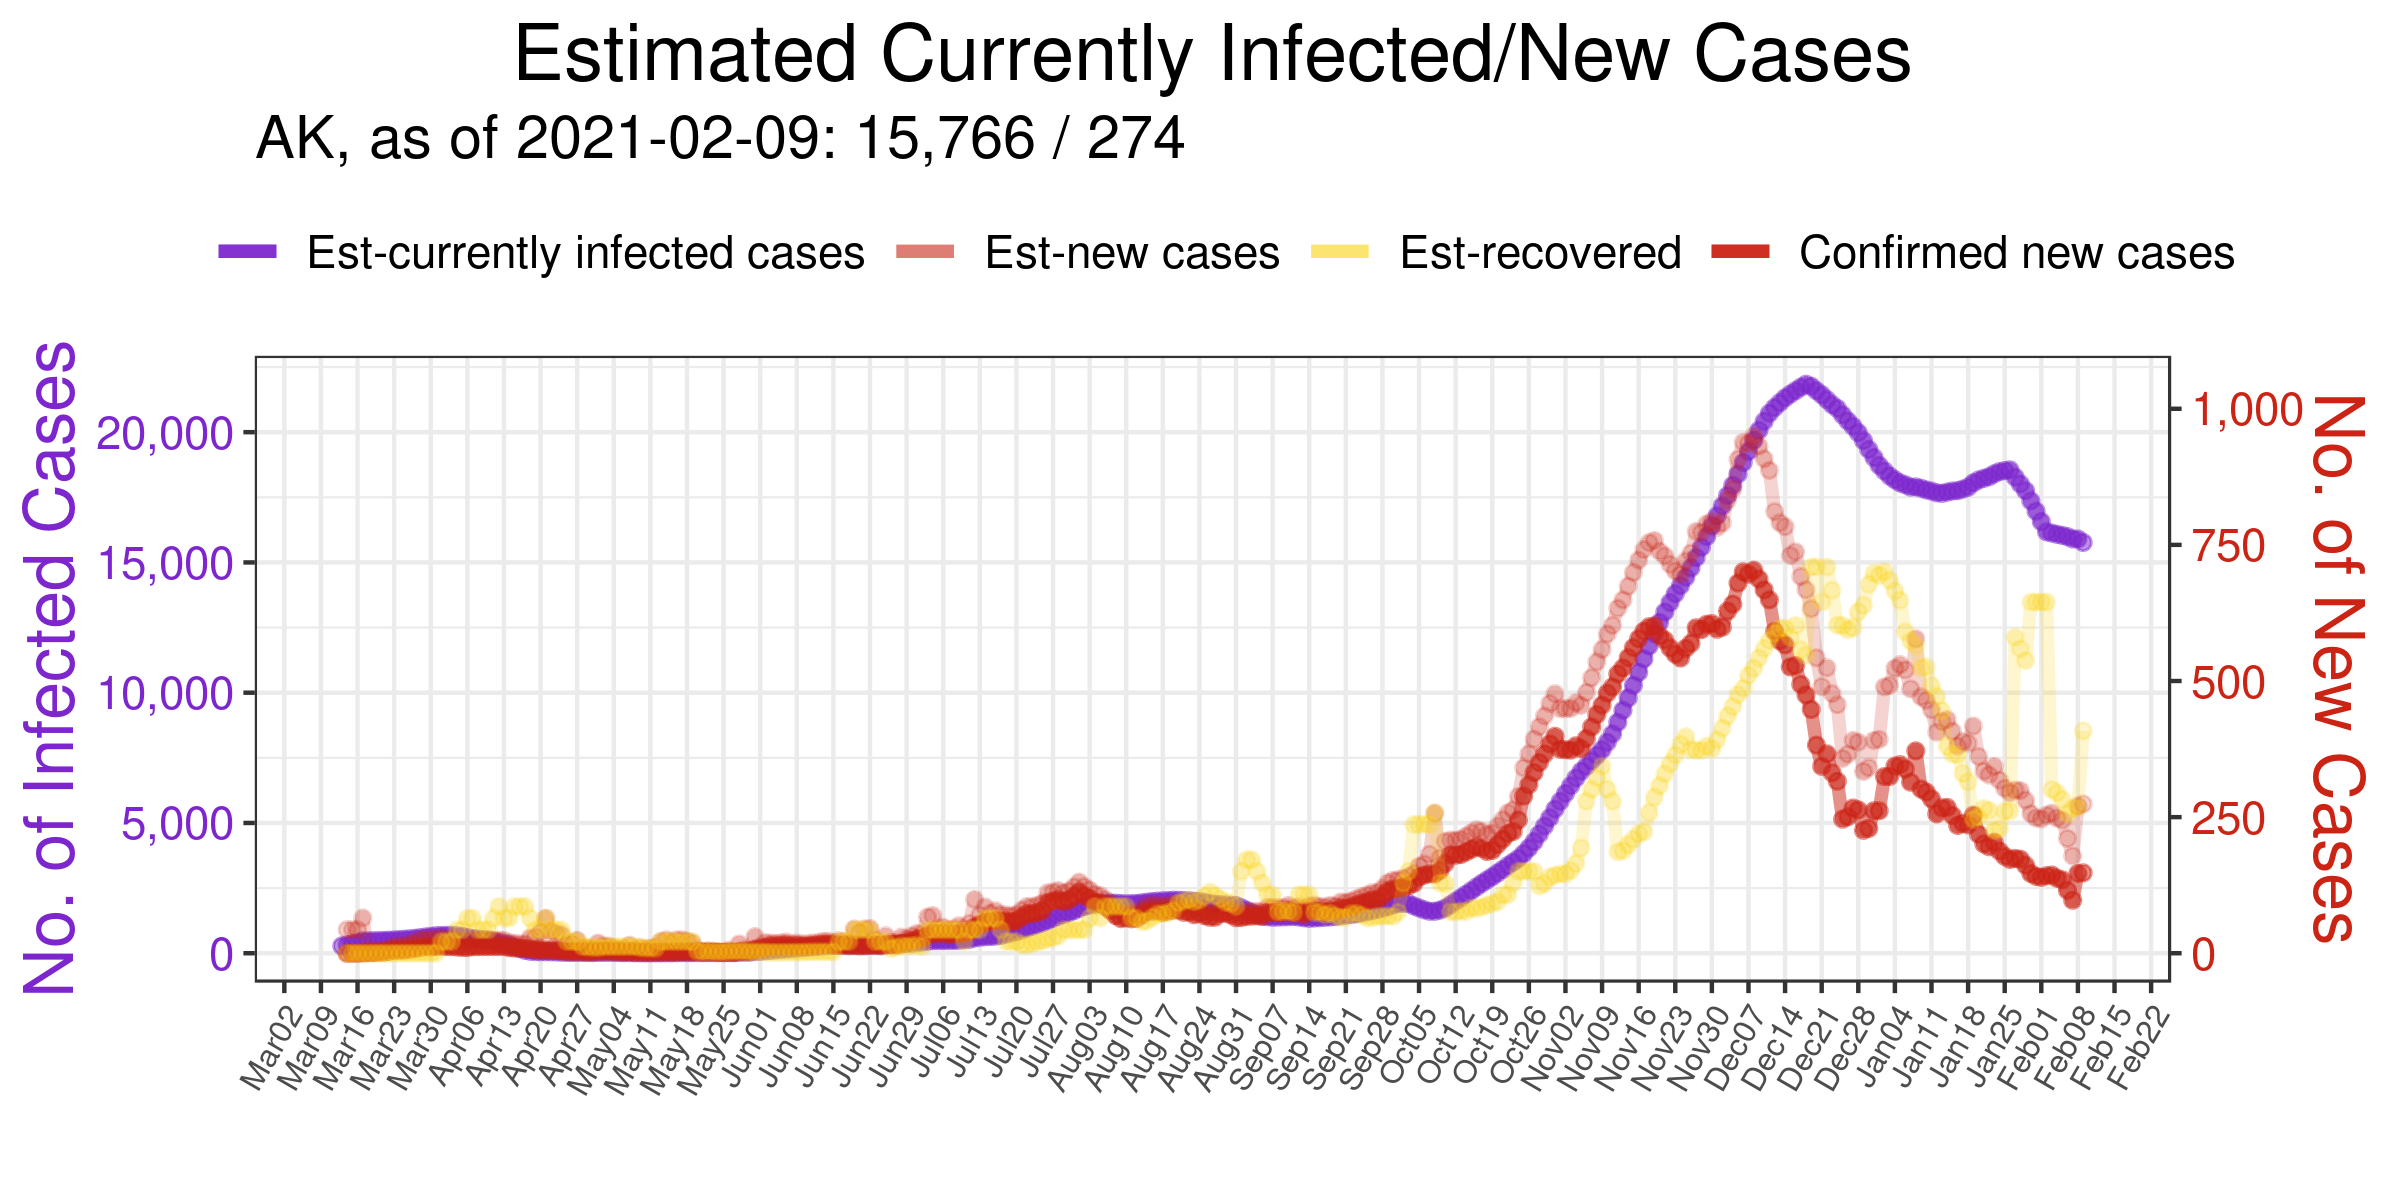 Estimated Currently Infected/New Cases
AK, as of 2021-02-09: 15,766 / 274
Est-currently infected cases Est-new cases Est-recovered Confirmed new cases
No. of Infected Cases
20,000
15,000
10,000
5,000
0
1,000
750
500
250
0
No. of New Cases
Mar02 Mar09 Mar16 Mar23 Mar30 Apr06 Apr13 Apr20 Apr27 May04 May11 May18 May25 Jun01 Jun08 Jun15 Jun22 Jun29 Jul06 Jul13 Jul20 Jul27 Aug03 Aug10 Aug17 Aug24 Aug31 Sep07 Sep14 Sep21 Sep28 Oct05 Oct12 Oct19 Oct26 Nov02 Nov09 Nov16 Nov23 Nov30 Dec07 Dec14 Dec21 Dec28 Jan04 Jan11 Jan18 Jan25 Feb01 Feb08 Feb15 Feb22